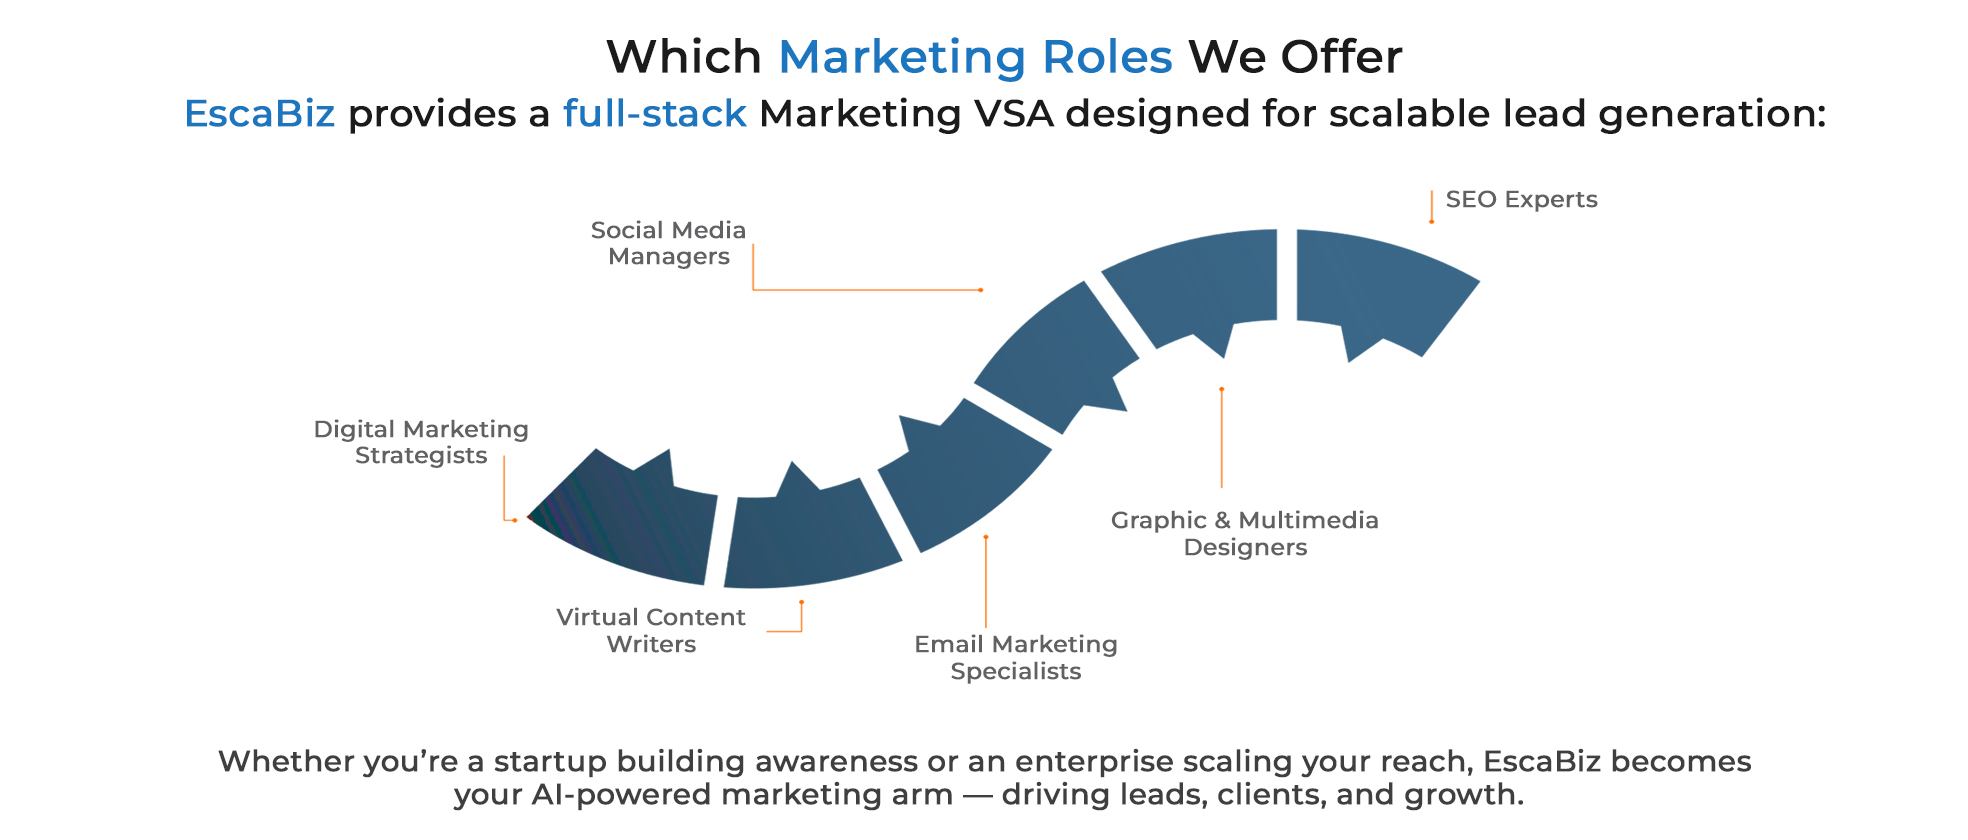 Which Marketing Roles We Offer
EscaBiz provides a full-stack Marketing VSA designed for scalable lead generation:
SEO Experts
Social Media
Managers
Digital Marketing
Strategists
Graphic & Multimedia
Designers
Virtual Content
Writers
Email Marketing
Specialists
Whether you’re a startup building awareness or an enterprise scaling your reach, EscaBiz becomes
your AI-powered marketing arm — driving leads, clients, and growth.